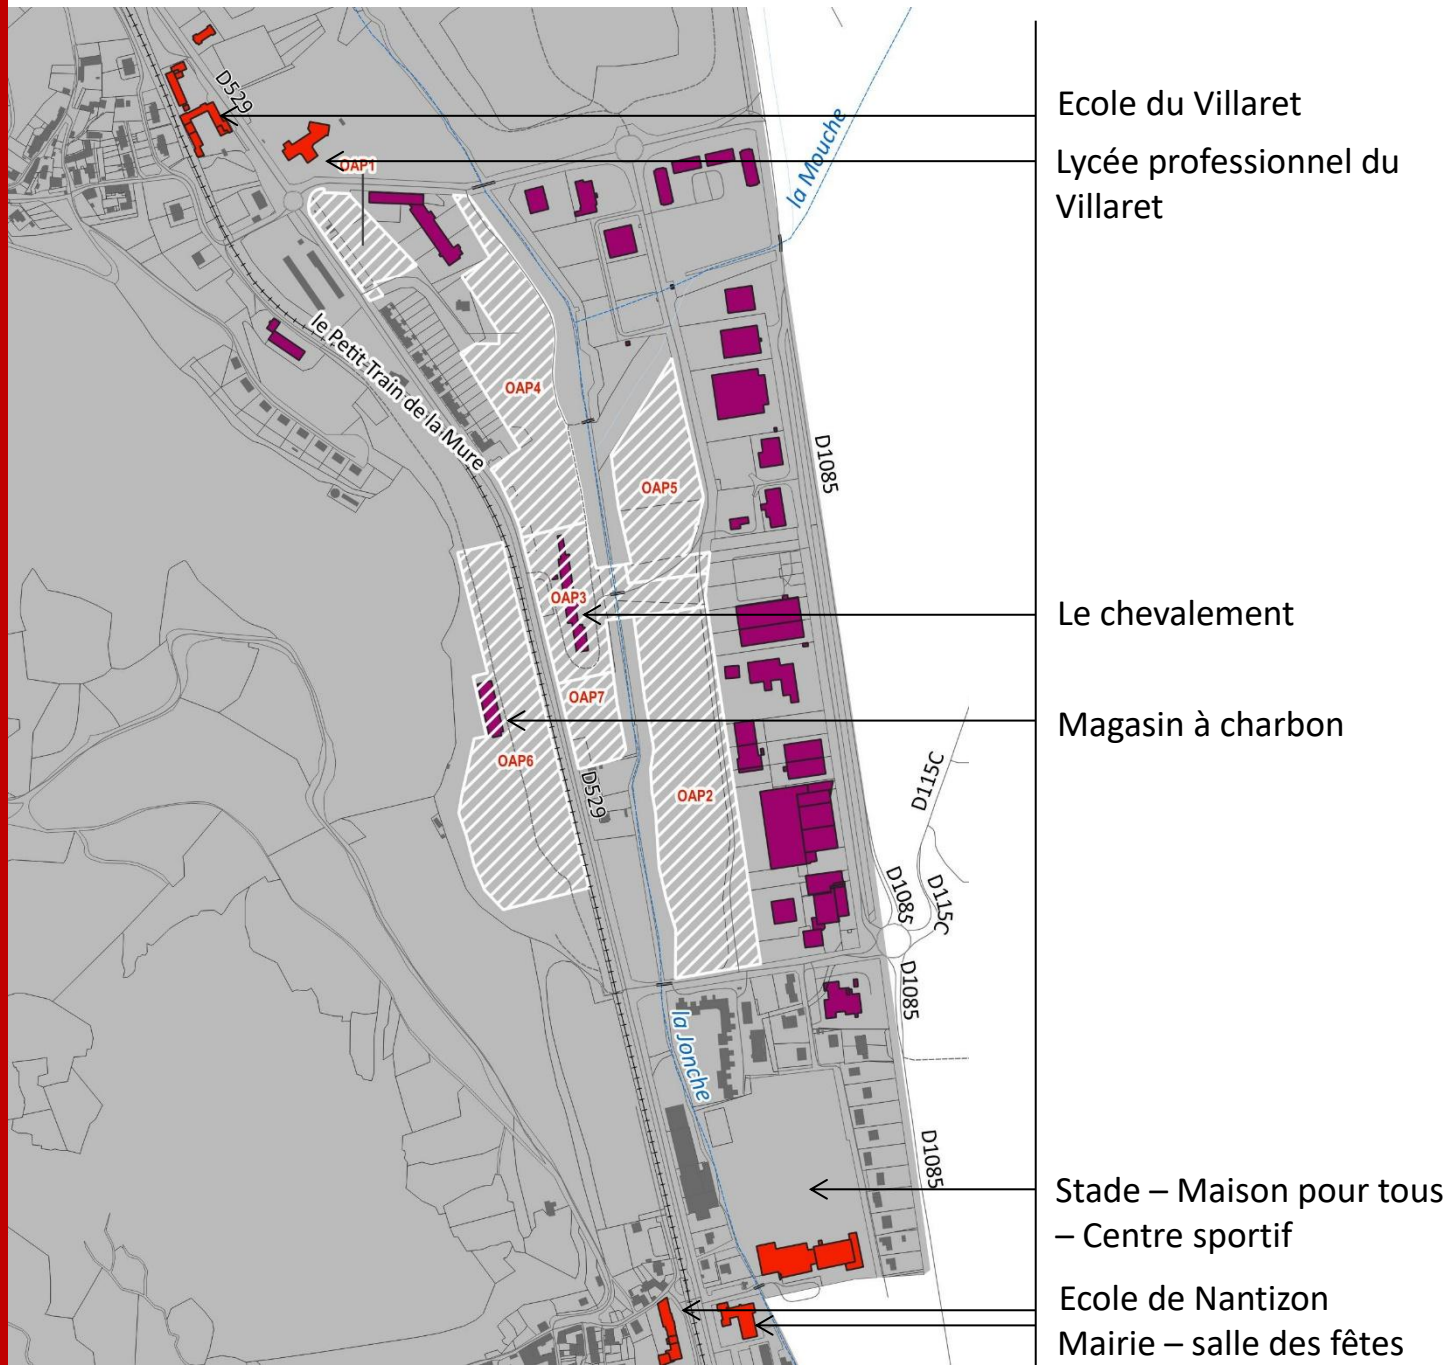 D529
Ecole du Villaret
Lycée professionnel du
Villaret
OAP1
la Mouche
le Petit Train de la Mure
OAP4
D1085
OAP5
OAP3
Le chevalement
OAP7
Magasin à charbon
OAP6
D529
OAP2
D115C
D1085
D115C
D1085
la Jonche
D1085
Stade – Maison pour tous
– Centre sportif
Ecole de Nantizon
Mairie – salle des fêtes